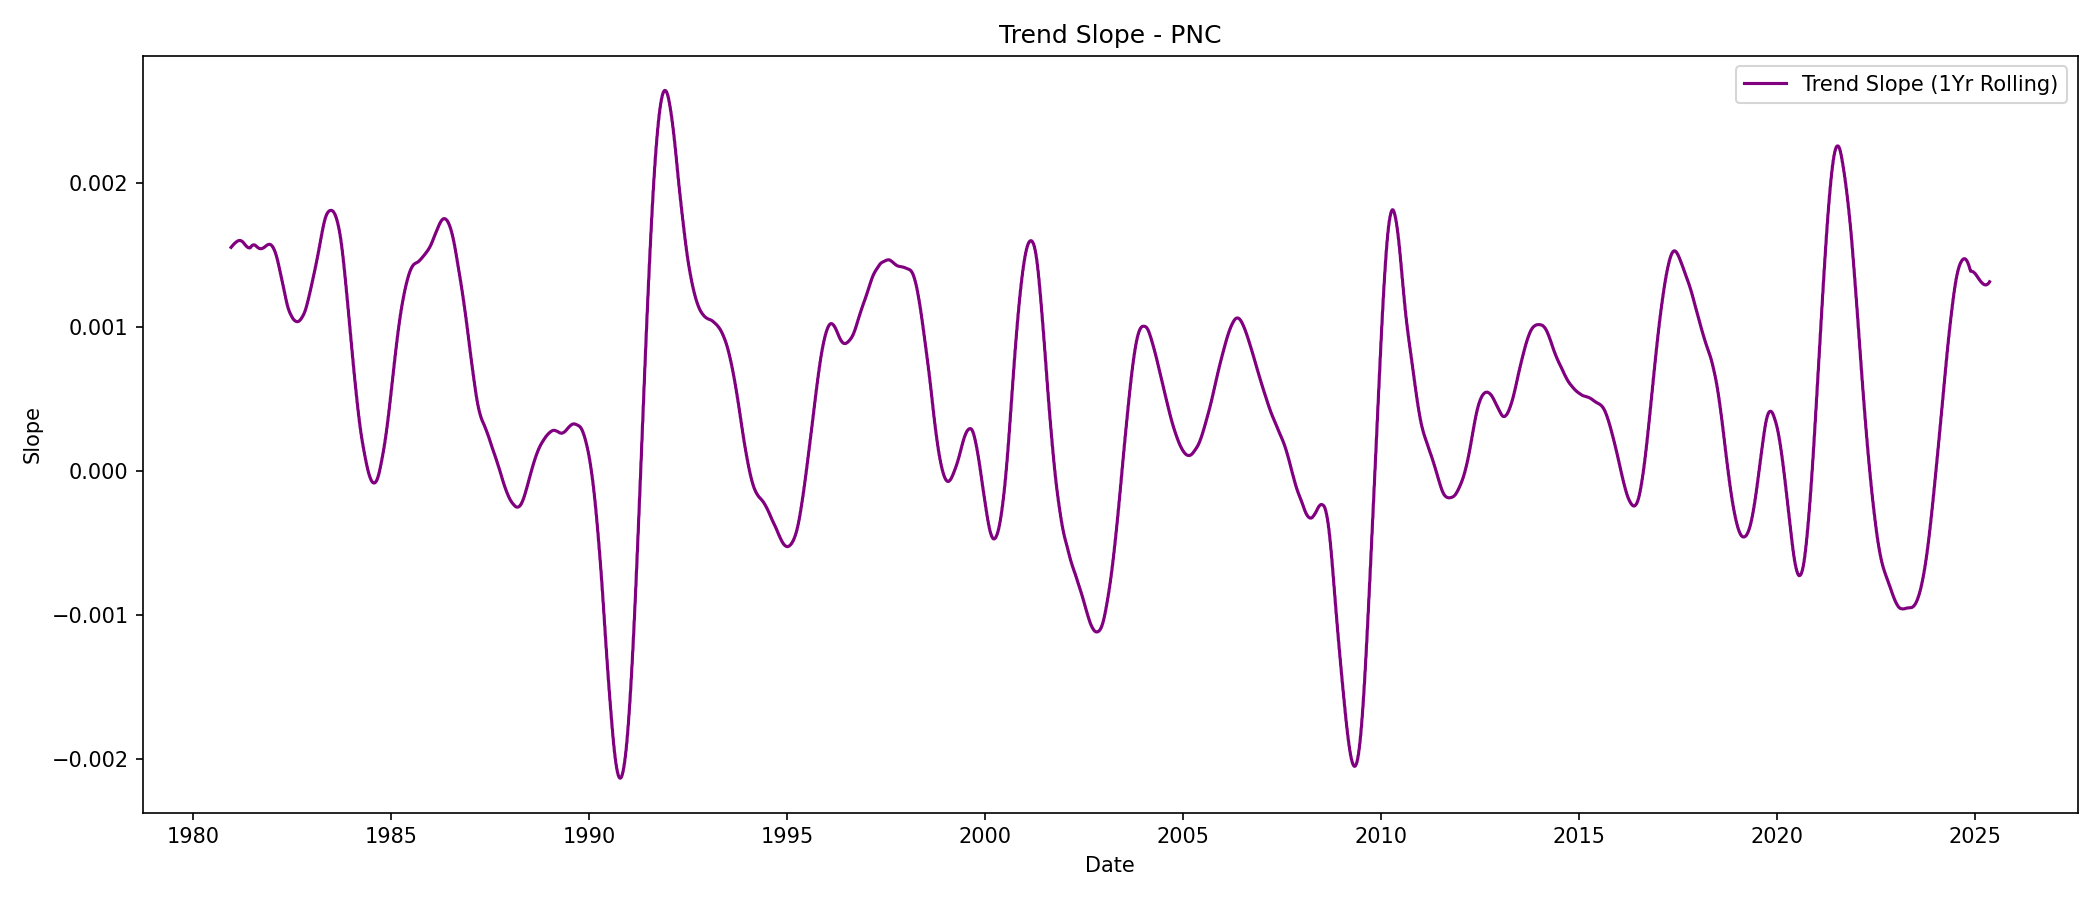 Trend Slope - PNC
Trend Slope (1Yr Rolling)
Slope
0.002
0.001
0.000
−0.001
−0.002
1980 1985 1990 1995 2000 2005 2010 2015 2020 2025
Date